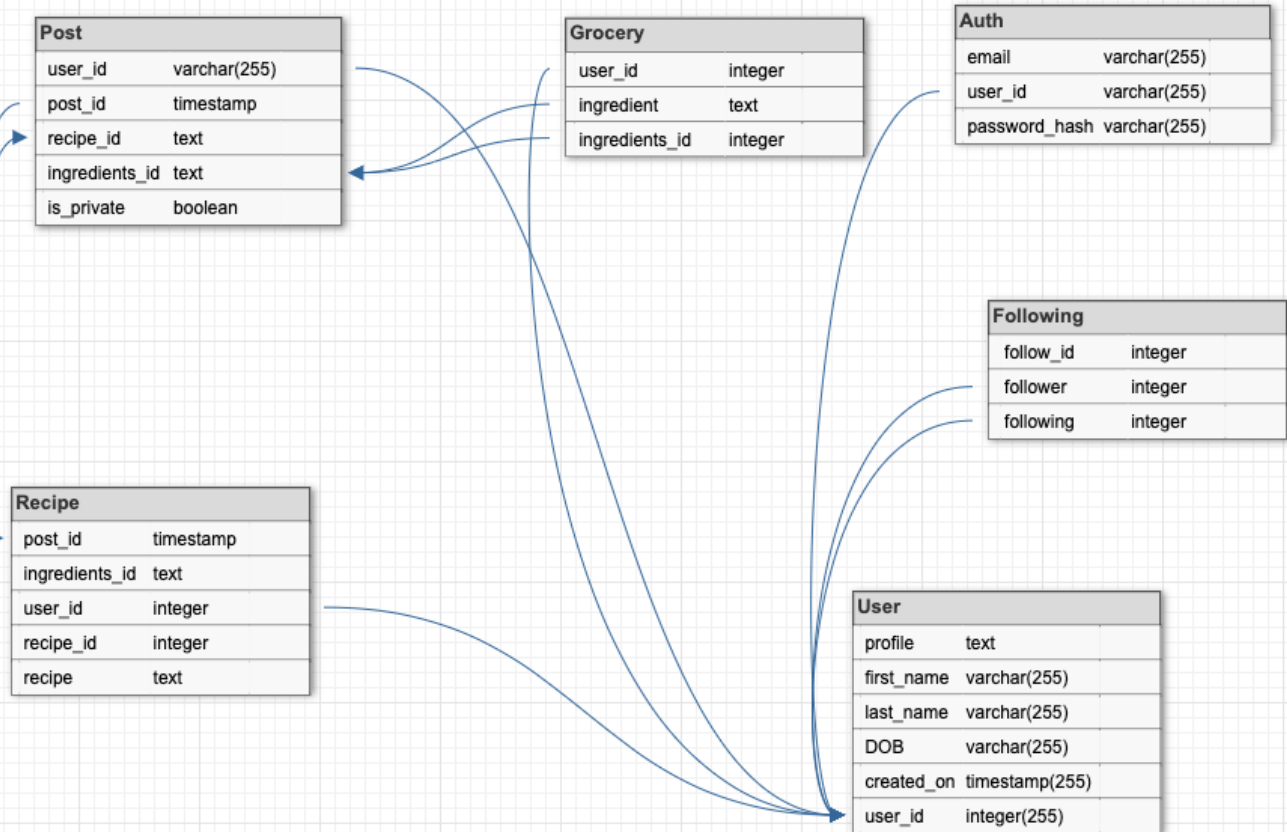 Post
user_id varchar(255)
post_id timestamp
recipe_id text
ingredients_id text
is_private boolean
Grocery
user_id integer
ingredient text
ingredients_id integer
Auth
email varchar(255)
user_id varchar(255)
password_hash varchar(255)
Following
follow_id integer
follower integer
following integer
Recipe
post_id timestamp
ingredients_id text
user_id integer
recipe_id integer
recipe text
User
profile text
first_name varchar(255)
last_name varchar(255)
DOB varchar(255)
created_on timestamp(255)
user_id integer(255)